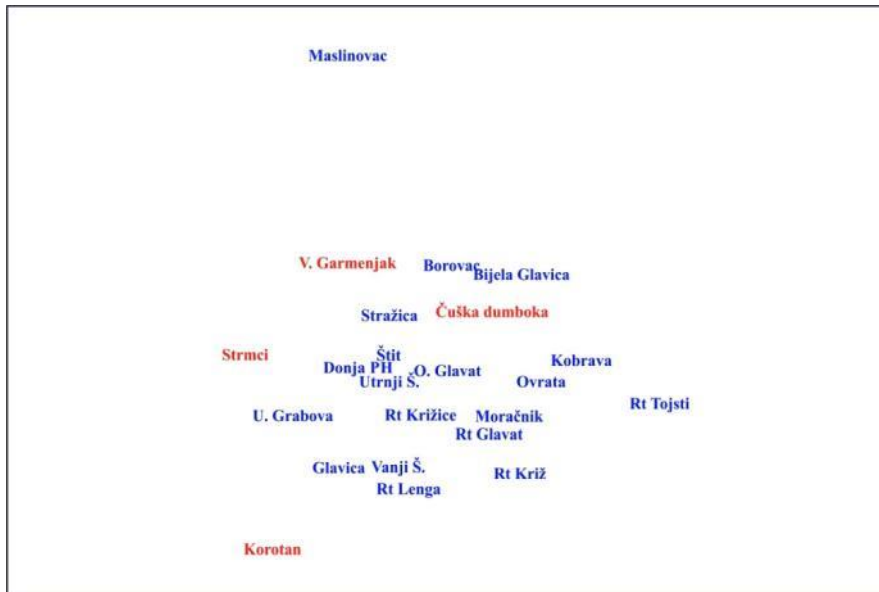 Maslinovac
V. Garmenjak
Borovac
Bijela Glavica
Stražica
Čuška dumboka
Strmci
Štit
Donja PH
O. Glavat
Kobrava
Utrnji Š.
Ovrata
Rt Tojsti
U. Grabova
Rt Križice
Moračnik
Rt Glavat
Glavica
Vanji Š.
Rt Križ
Rt Lenga
Korotan